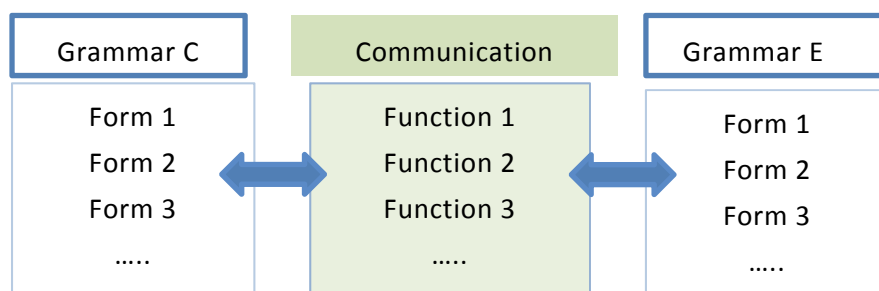 Grammar C
Communication
Grammar E
Form 1
Form 2
Form 3
…..
Function 1
Function 2
Function 3
…..
Form 1
Form 2
Form 3
…..